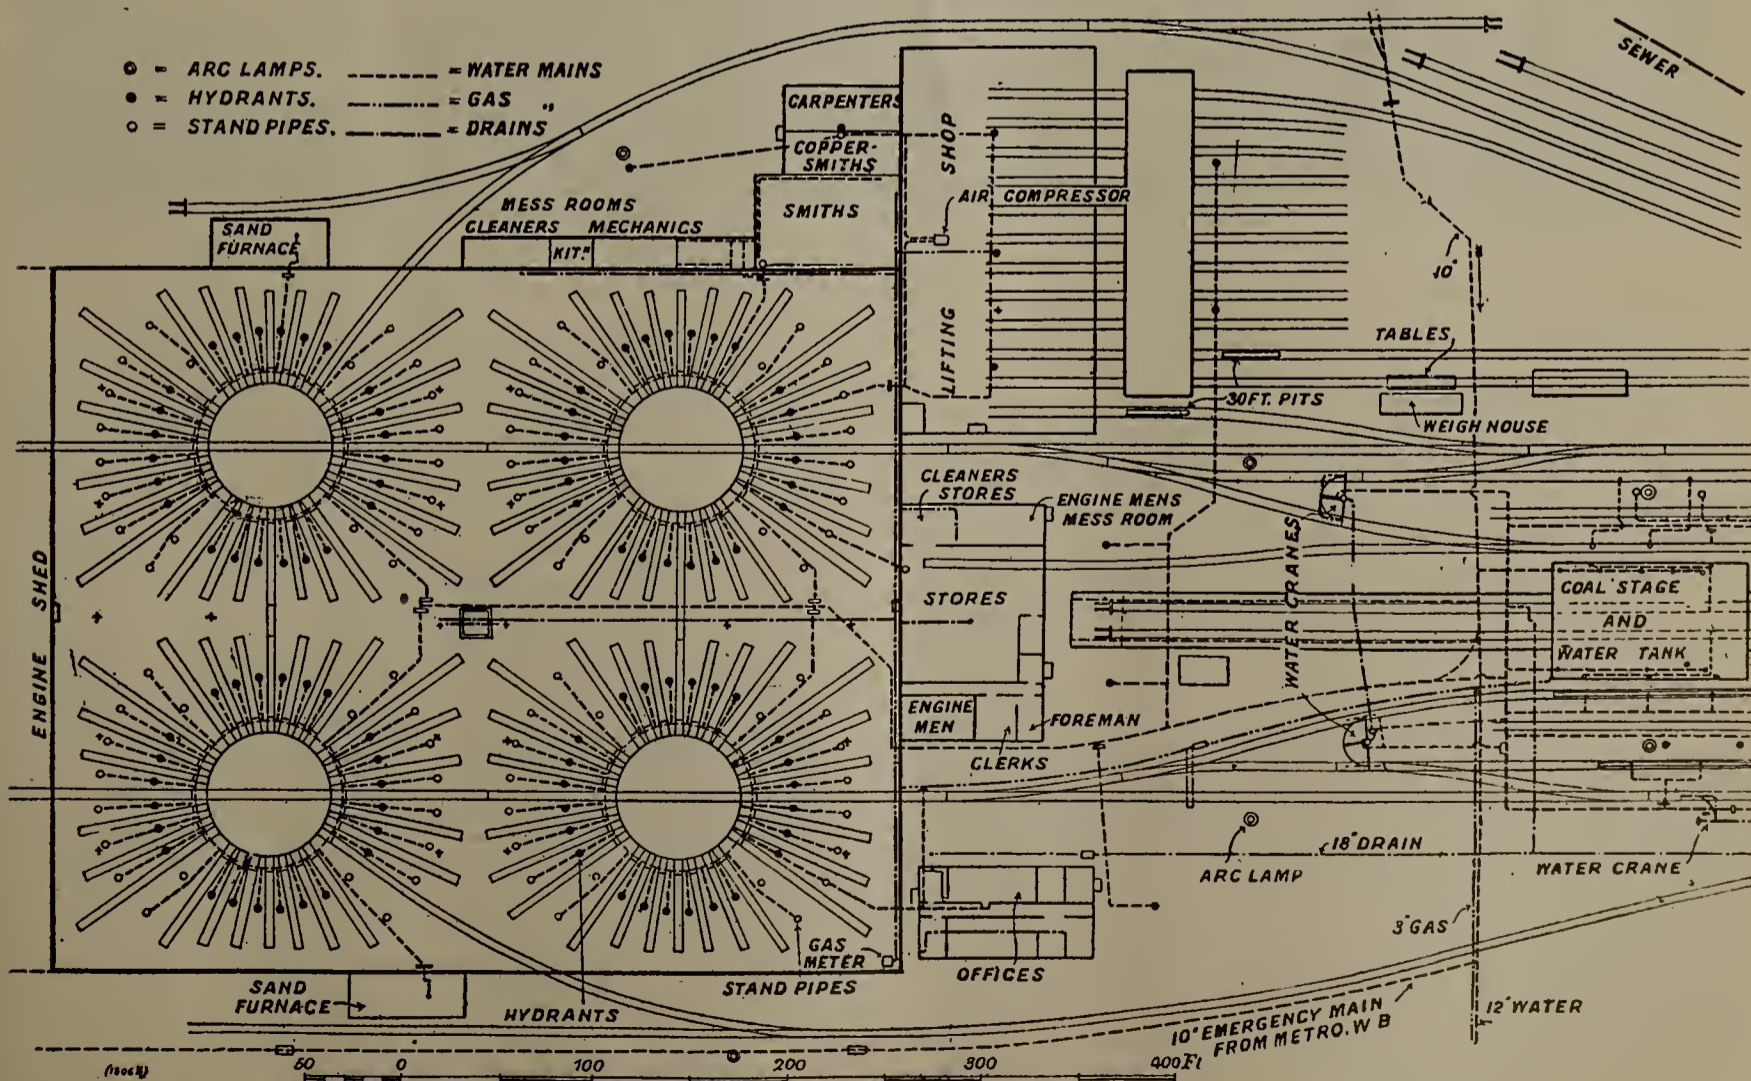 = ARC LAMPS. = WATER MAINS
= HYDRANTS. = GAS "
= STAND PIPES. = DRAINS
SEWER
CARPENTERS
COPPER-
SMITHS
SHOP
AIR COMPRESSOR
MESS ROOMS
CLEANERS MECHANICS
KIT.N
SMITHS
SAND
FURNACE
10"
LIFTING
TABLES
30FT. PITS
WEIGH HOUSE
CLEANERS
STORES
ENGINE MENS
MESS ROOM
WATER CRANES
ENGINE SHED
STORES
COAL STAGE
AND
WATER TANK
ENGINE
MEN
FOREMAN
CLERKS
18" DRAIN
ARC LAMP
WATER CRANE
3" GAS
GAS
METER
OFFICES
SAND
FURNACE
STAND PIPES
HYDRANTS
12" WATER
10" EMERGENCY MAIN
FROM METRO. W B
50 0 100 200 300 400 Ft